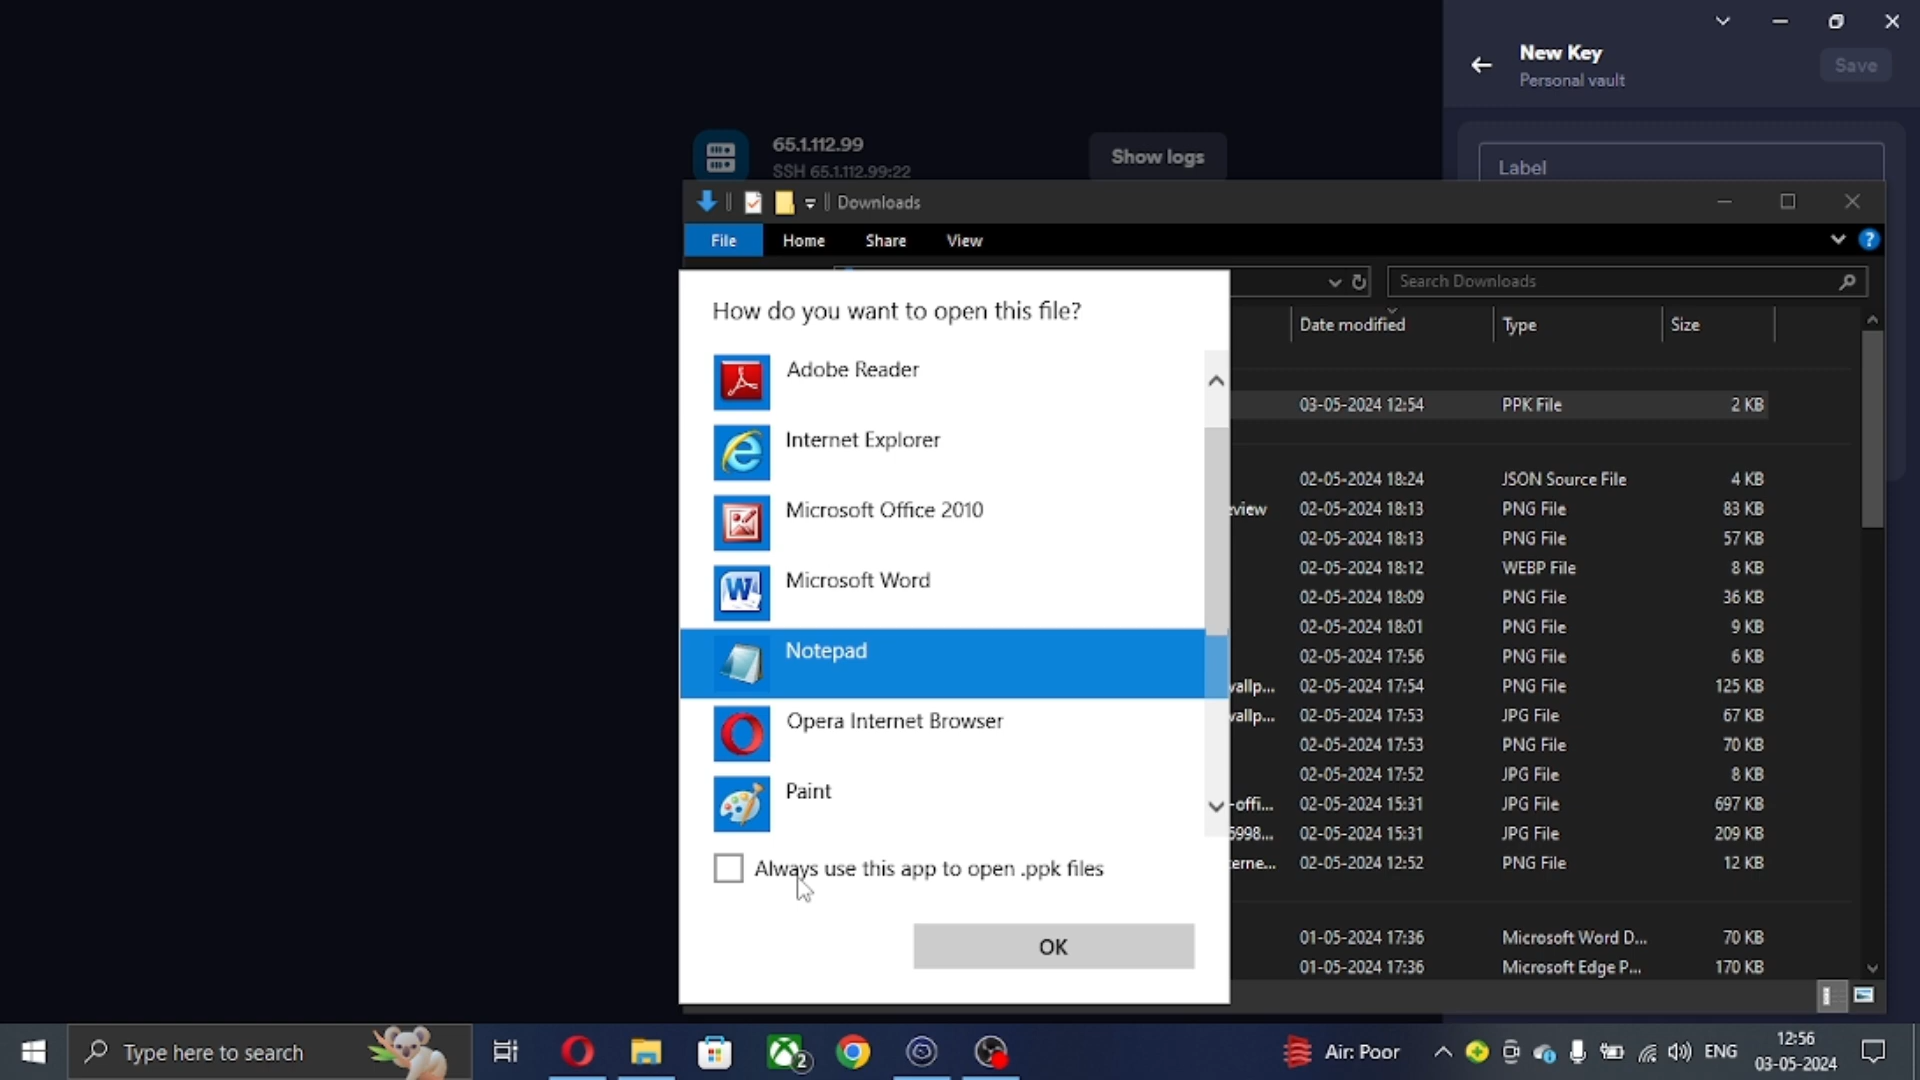 New Key
Personal vault
Save
65.1.112.99
SSH 65.1.112.99:22
Show logs
Label
Downloads
File Home Share View
?
Search Downloads
How do you want to open this file?
Adobe Reader
Internet Explorer
Microsoft Office 2010
Microsoft Word
Notepad
Opera Internet Browser
Paint
Always use this app to open .ppk files
OK
Date modified Type Size
03-05-2024 12:54 PPK File 2 KB
02-05-2024 18:24 JSON Source File 4 KB
02-05-2024 18:13 PNG File 83 KB
02-05-2024 18:13 PNG File 57 KB
02-05-2024 18:12 WEBP File 8 KB
02-05-2024 18:09 PNG File 36 KB
02-05-2024 18:01 PNG File 9 KB
02-05-2024 17:56 PNG File 6 KB
02-05-2024 17:54 PNG File 125 KB
02-05-2024 17:53 JPG File 67 KB
02-05-2024 17:53 PNG File 70 KB
02-05-2024 17:52 JPG File 8 KB
-offi... 02-05-2024 15:31 JPG File 697 KB
5998... 02-05-2024 15:31 JPG File 209 KB
02-05-2024 12:52 PNG File 12 KB
01-05-2024 17:36 Microsoft Word D... 70 KB
01-05-2024 17:36 Microsoft Edge P... 170 KB
Type here to search
2
Air: Poor
ENG
12:56
03-05-2024